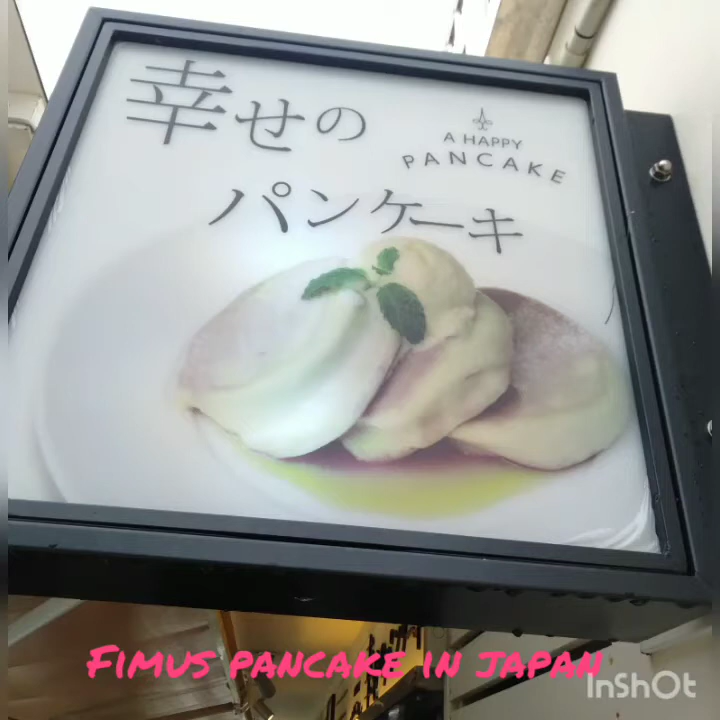 幸せの
A HAPPY
PANCAKE
パンケーキ
Fimus pancake in japan
InShOt